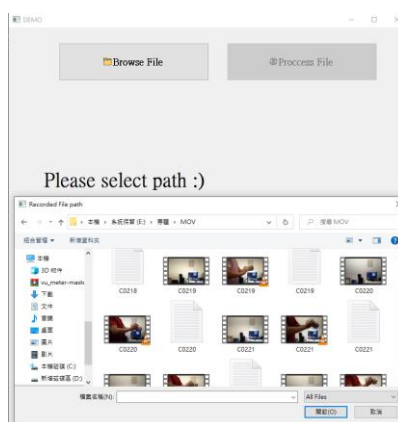 DEMO
Browse File
Proccess File
Please select path :)
Recorded File path
本機 › 系統保留 (E:) › 專題 › MOV
搜尋 MOV
組合管理 ▾ 新增資料夾
本機
3D 物件
vu_meter-maste
下載
文件
音樂
桌面
圖片
影片
本機磁碟 (C:)
新增磁碟區 (D:)
C0218
C0219
C0219
C0219
C0220
C0220
C0220
C0221
C0221
C0221
檔案名稱(N):
All Files
開啟(O)
取消